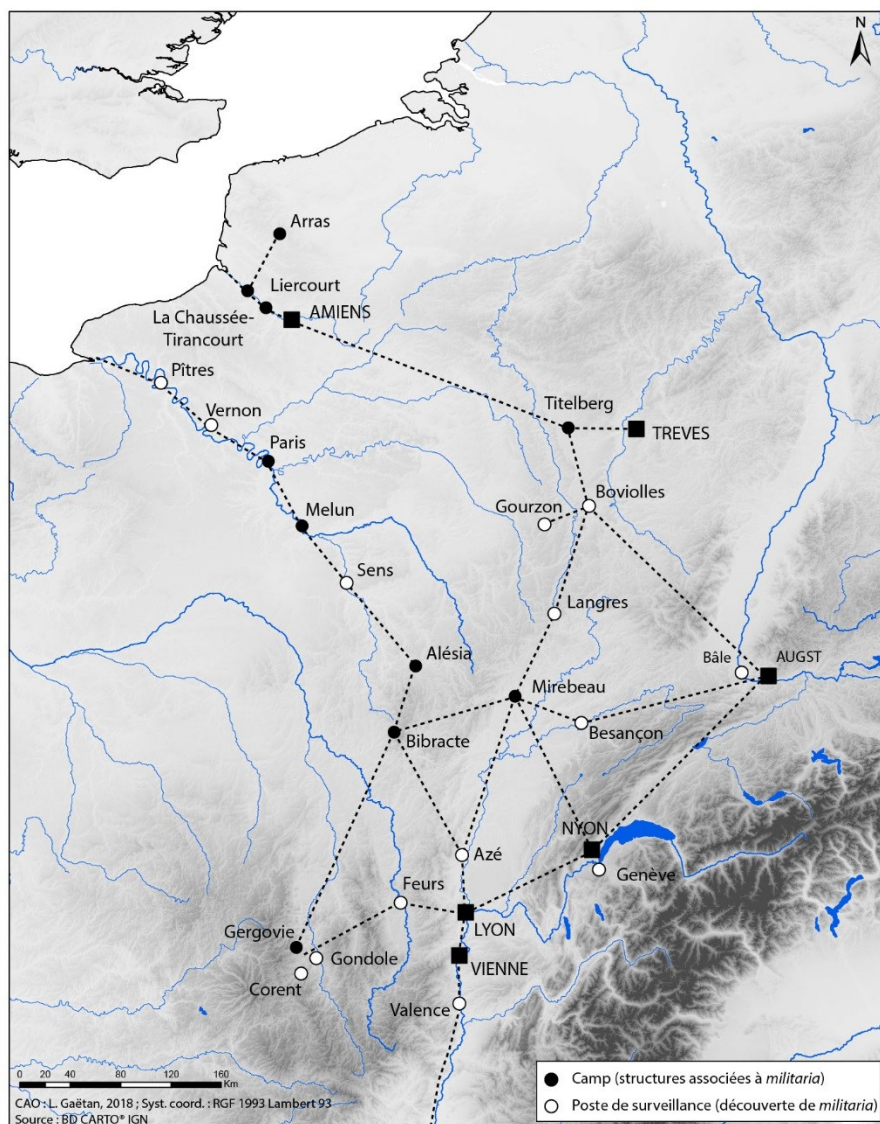 N
Arras
Liercourt
La Chaussée-
Tirancourt
AMIENS
Pîtres
Vernon
Titelberg
TREVES
Paris
Boviolles
Gourzon
Melun
Sens
Langres
Alésia
Bâle
AUGST
Mirebeau
Bibracte
Besançon
NYON
Azé
Genève
Feurs
LYON
Gergovie
Gondole
VIENNE
Corent
Valence
0 20 40 80 120 160
Km
CAO : L. Gaëtan, 2018 ; Syst. coord. : RGF 1993 Lambert 93
Source : BD CARTO® IGN
Camp (structures associées à militaria)
Poste de surveillance (découverte de militaria)